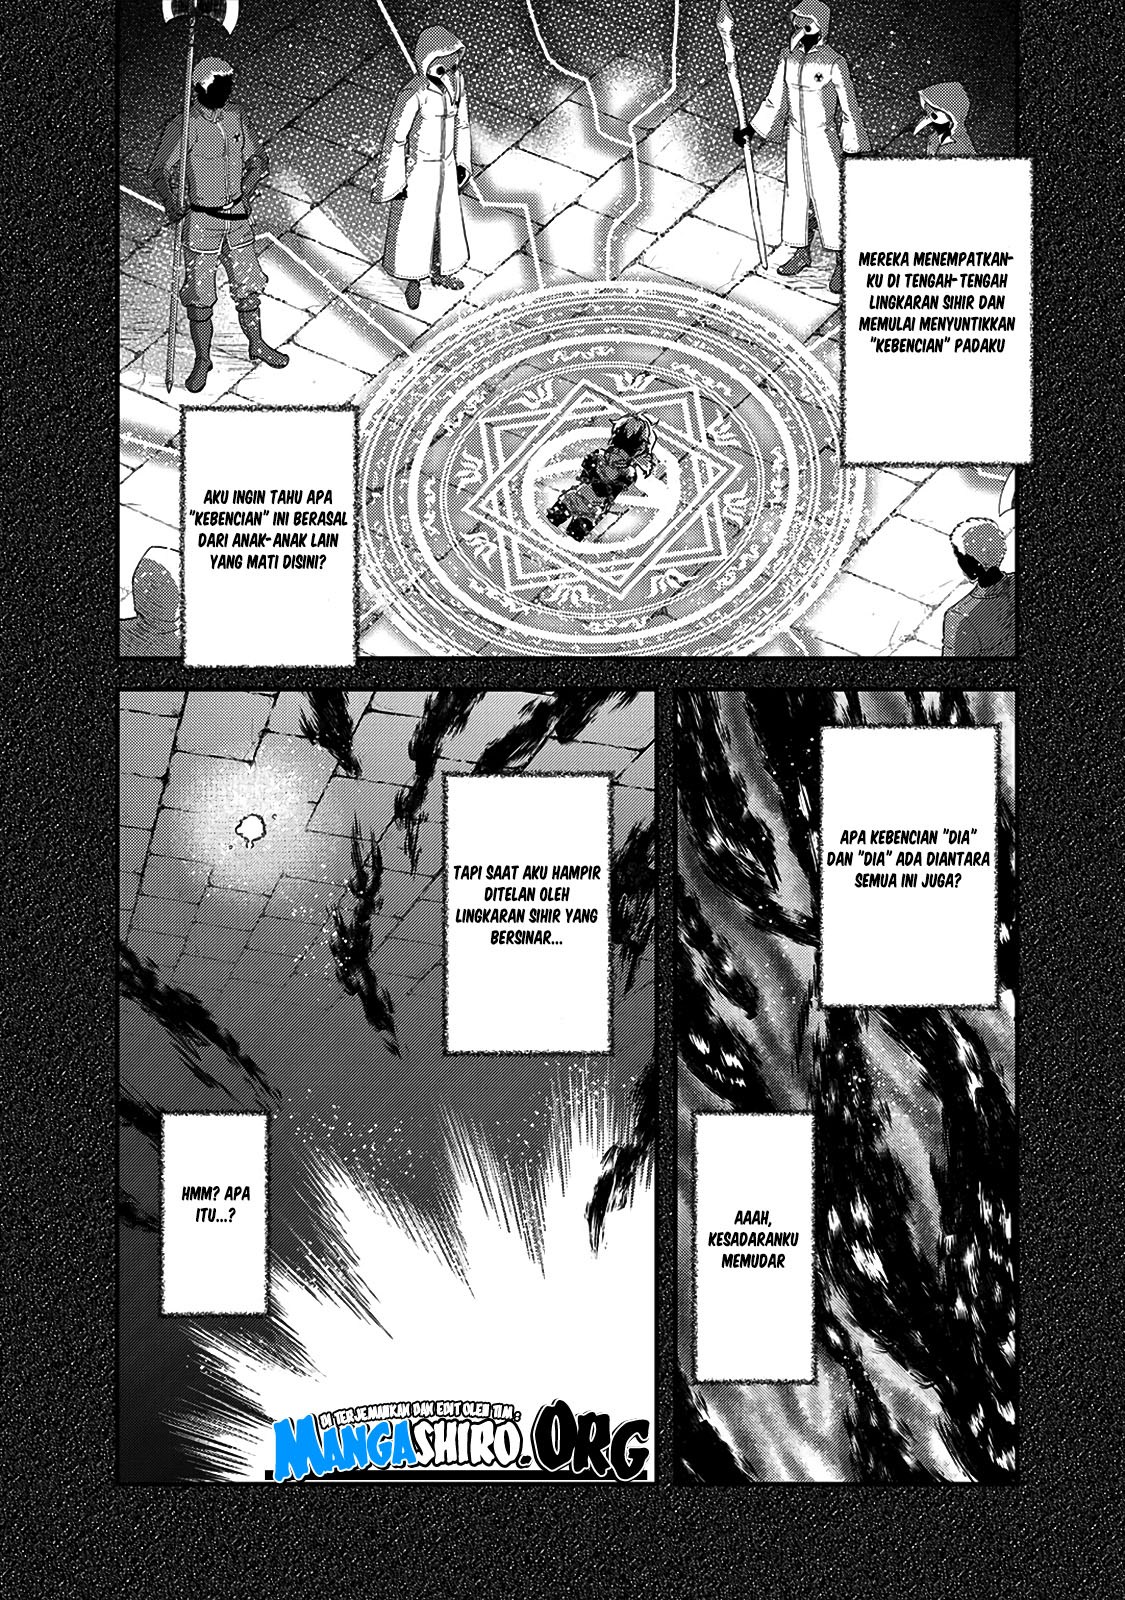 MEREKA MENEMPATKAN-
KU DI TENGAH-TENGAH
LINGKARAN SIHIR DAN
MEMULAI MENYUNTIKKAN
"KEBENCIAN" PADAKU
AKU INGIN TAHU APA
"KEBENCIAN" INI BERASAL
DARI ANAK-ANAK LAIN
YANG MATI DISINI?
APA KEBENCIAN "DIA"
DAN "DIA" ADA DIANTARA
SEMUA INI JUGA?
AAAH,
KESADARANKU
MEMUDAR
TAPI SAAT AKU HAMPIR
DITELAN OLEH
LINGKARAN SIHIR YANG
BERSINAR...
HMM? APA
ITU...?
DI TERJEMAHKAN DAN EDIT OLEH TIM :
MANGASHIRO.ORG